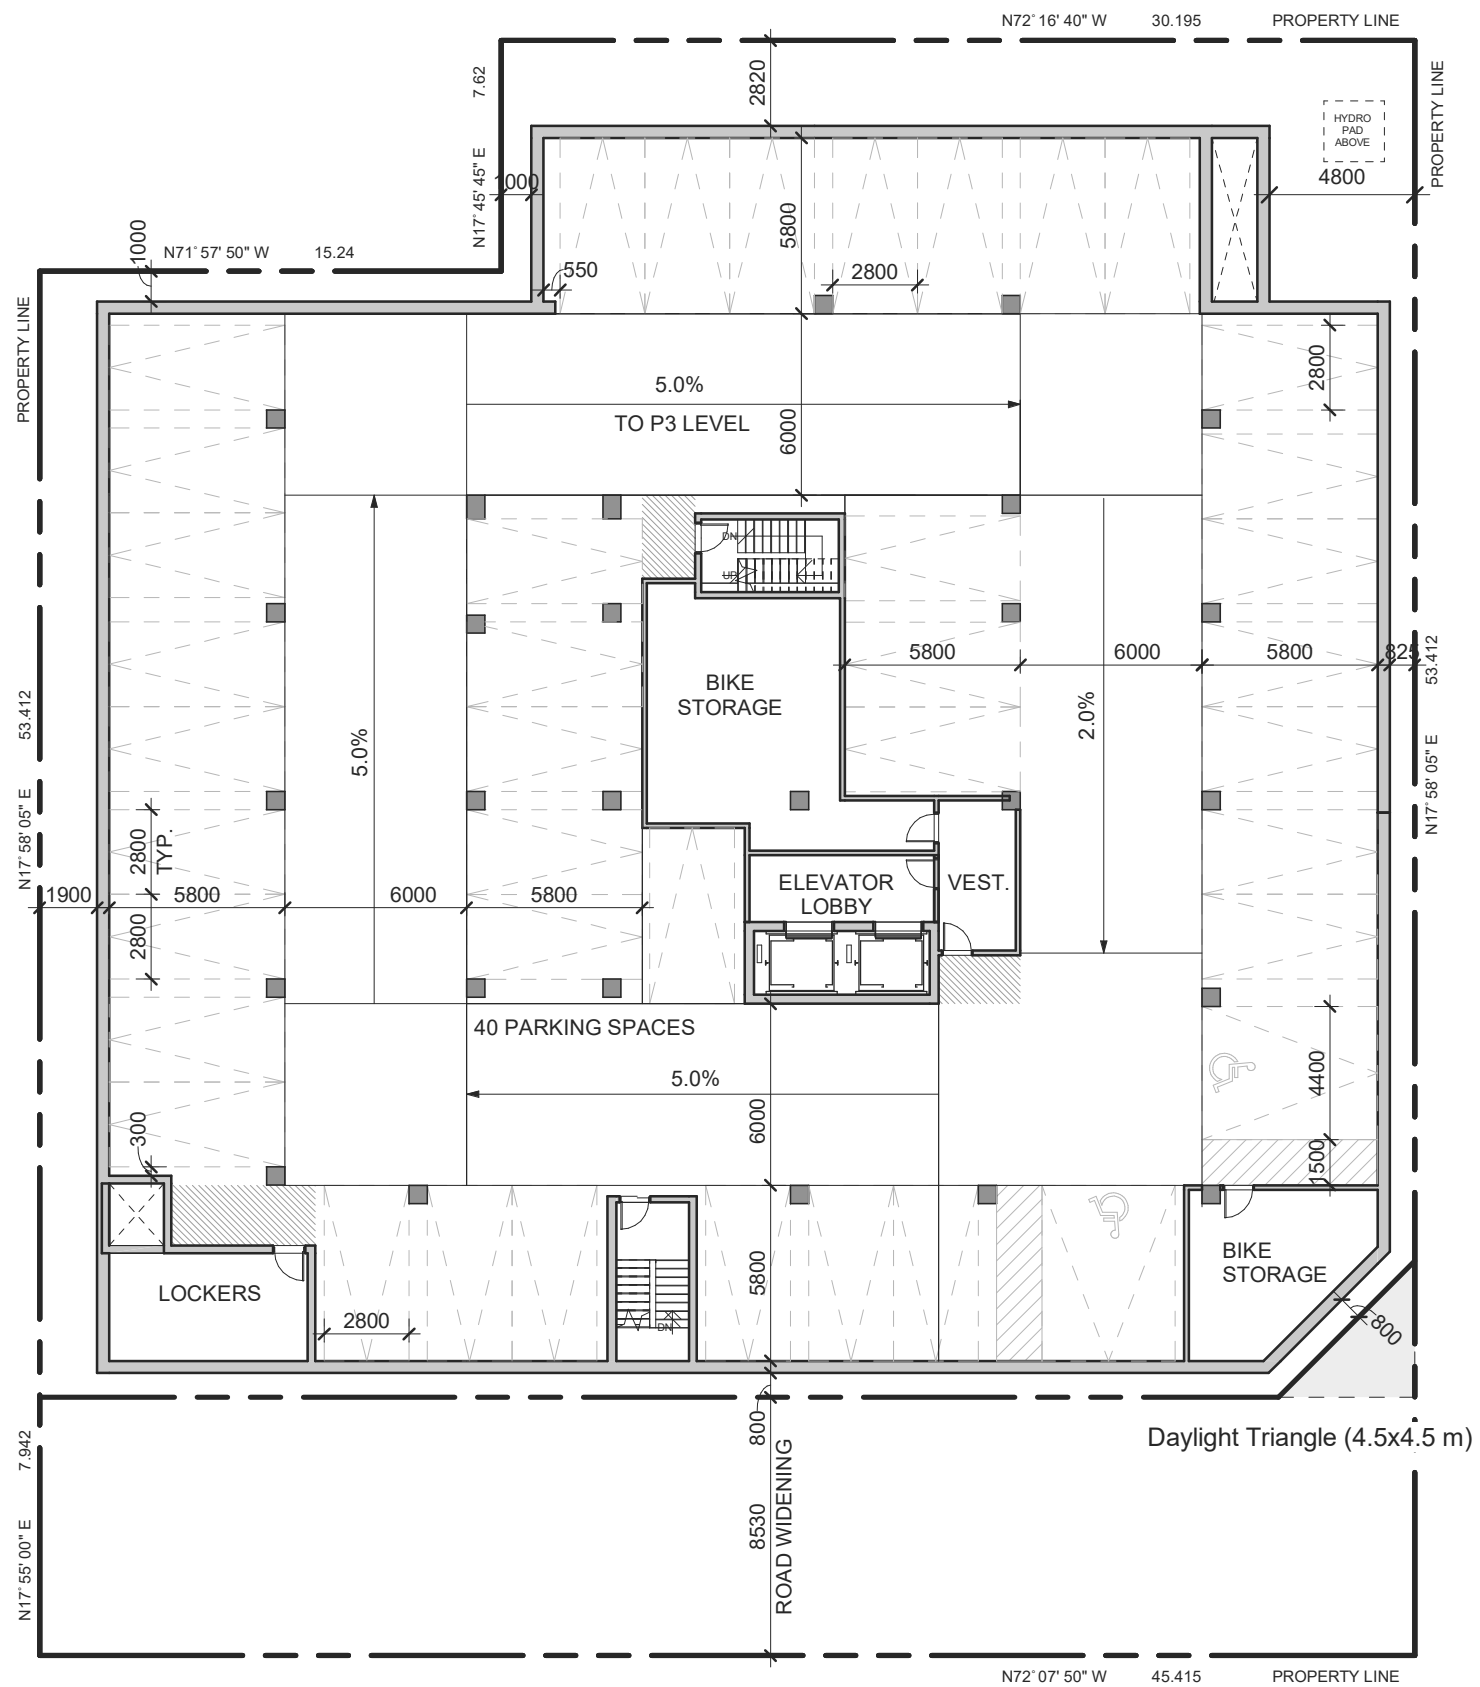 N72°16' 40" W 30.195 PROPERTY LINE
7.62
2820
PROPERTY LINE
HYDRO
PAD
ABOVE
N17°45' 45" E
1000
4800
1000
N71°57' 50" W 15.24
5800
550
2800
PROPERTY LINE
2800
5.0%
TO P3 LEVEL
6000
DN
UP
5800
6000
5800
825
53.412
BIKE
STORAGE
53.412
5.0%
2.0%
N17°58' 05" E
N17°58' 05" E
2800
TYP.
1900
5800
6000
5800
ELEVATOR
LOBBY
VEST.
2800
40 PARKING SPACES
5.0%
4400
300
6000
1500
BIKE
STORAGE
LOCKERS
5800
2800
DN
800
800
Daylight Triangle (4.5x4.5 m)
7.942
ROAD WIDENING
8530
N17°55' 00" E
N72°07' 50" W 45.415 PROPERTY LINE